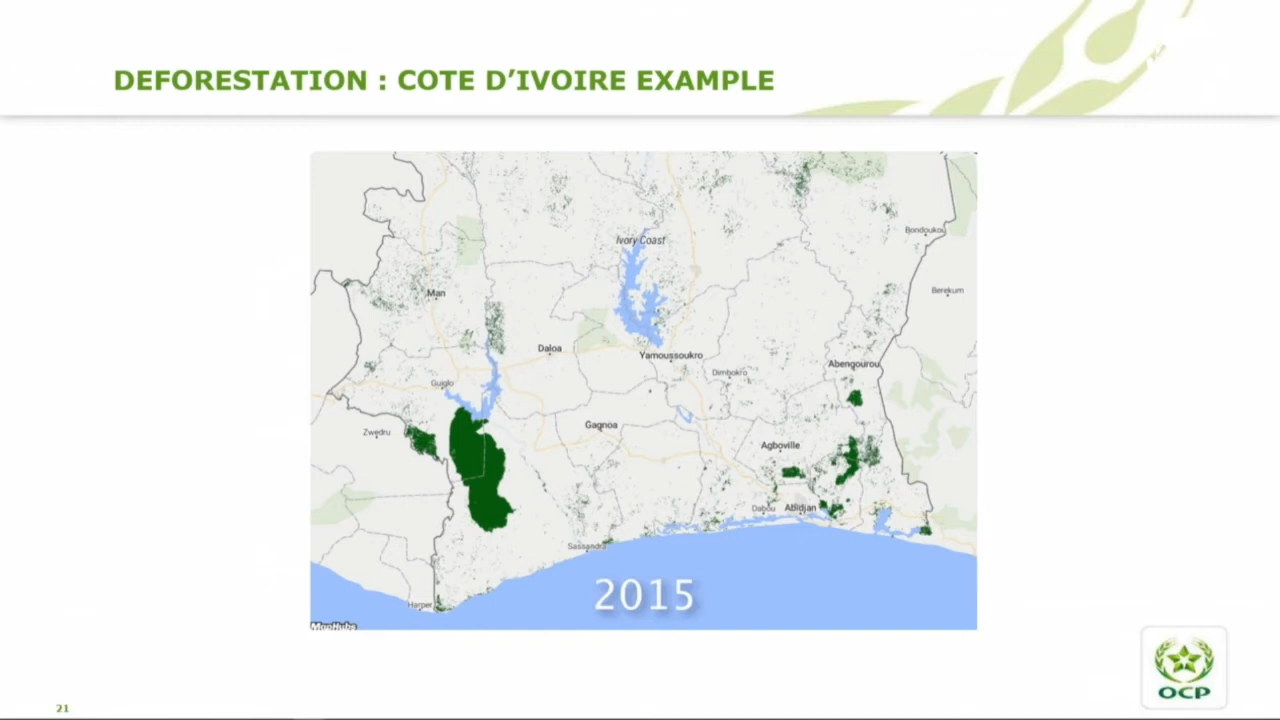 DEFORESTATION : COTE D’IVOIRE EXAMPLE
Bondoukou
Ivory Coast
Man
Berekum
Daloa
Yamoussoukro
Abengourou
Dimbokro
Guiglo
Gagnoa
Zwedru
Agboville
Dabou
Abidjan
Sassandra
2015
Harper
MapHubs
OCP
21